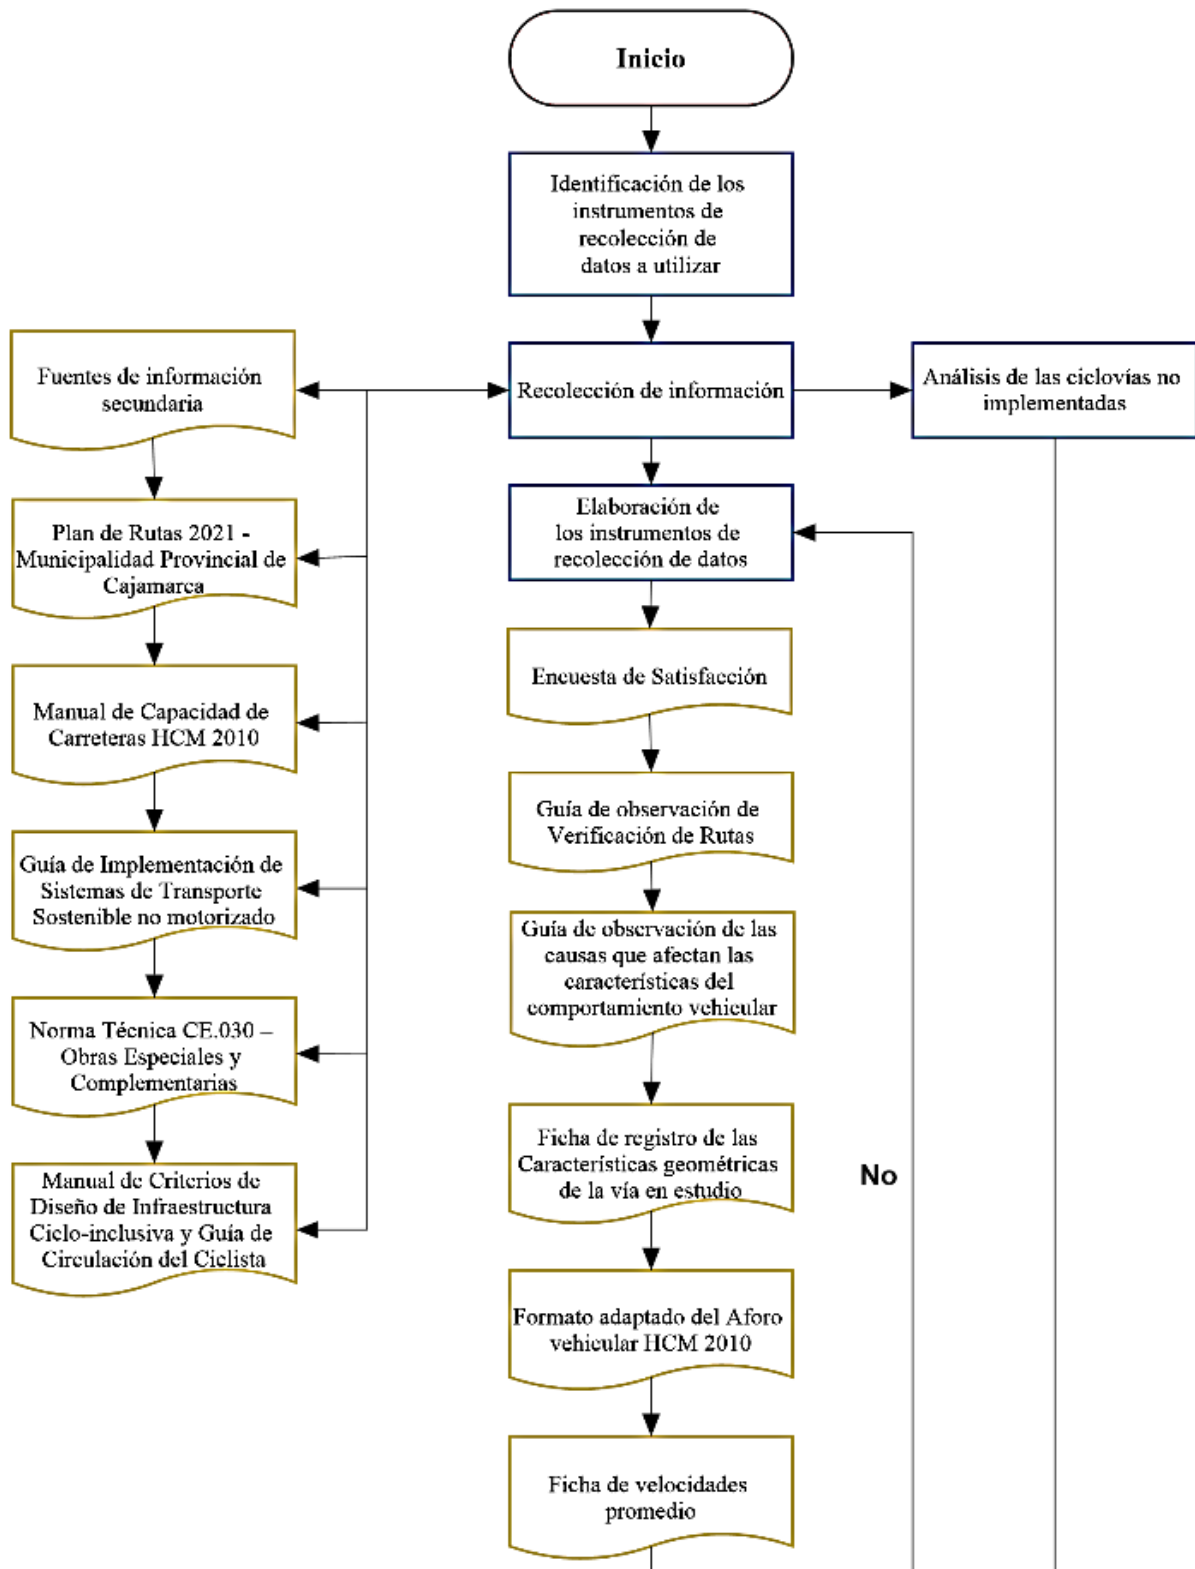 Inicio
Identificación de los
instrumentos de
recolección de
datos a utilizar
Fuentes de información
secundaria
Recolección de información
Análisis de las ciclovías no
implementadas
Plan de Rutas 2021 -
Municipalidad Provincial de
Cajamarca
Manual de Capacidad de
Carreteras HCM 2010
Guía de Implementación de
Sistemas de Transporte
Sostenible no motorizado
Norma Técnica CE.030 –
Obras Especiales y
Complementarias
Manual de Criterios de
Diseño de Infraestructura
Ciclo-inclusiva y Guía de
Circulación del Ciclista
Elaboración de
los instrumentos de
recolección de datos
Encuesta de Satisfacción
Guía de observación de
Verificación de Rutas
Guía de observación de las
causas que afectan las
características del
comportamiento vehicular
Ficha de registro de las
Características geométricas
de la vía en estudio
Formato adaptado del Aforo
vehicular HCM 2010
Ficha de velocidades
promedio
No